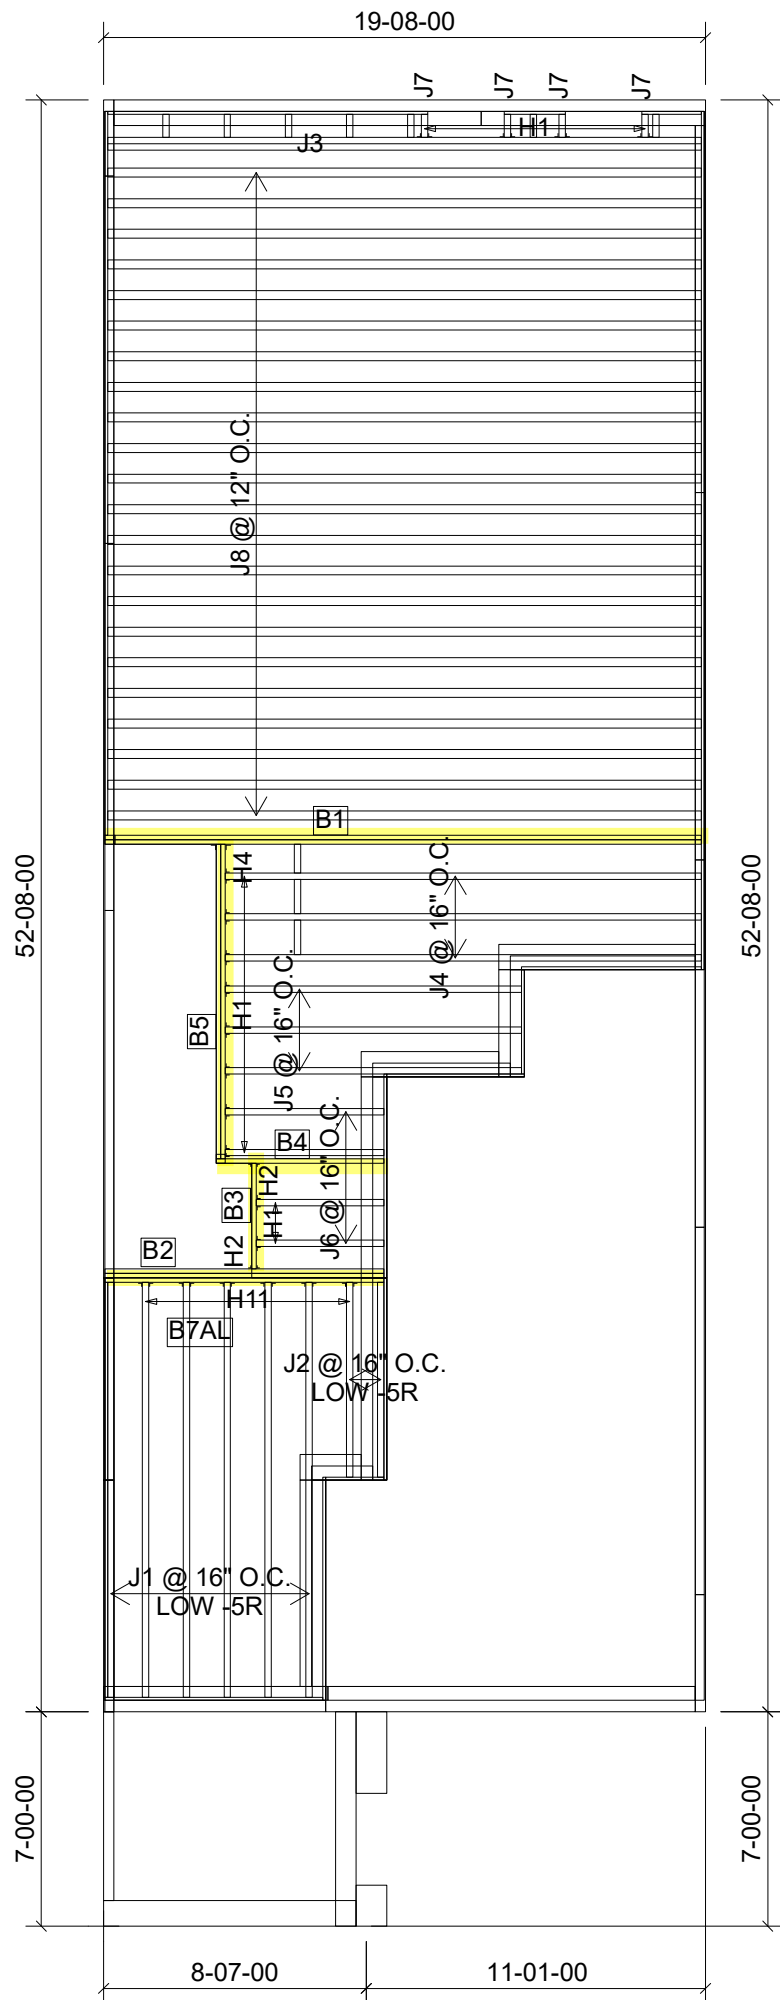 19-08-00
J7
J7
J7
J7
H1
J3
J8 @ 12" O.C.
B1
H4
J4 @ 16" O.C.
52-08-00
52-08-00
J5 @ 16" O.C.
H1
B5
B4
J6 @ 16" O.C.
H2
B3
H1
H2
B2
H11
B7AL
J2 @ 16" O.C.
LOW -5R
J1 @ 16" O.C.
LOW -5R
7-00-00
7-00-00
8-07-00
11-01-00